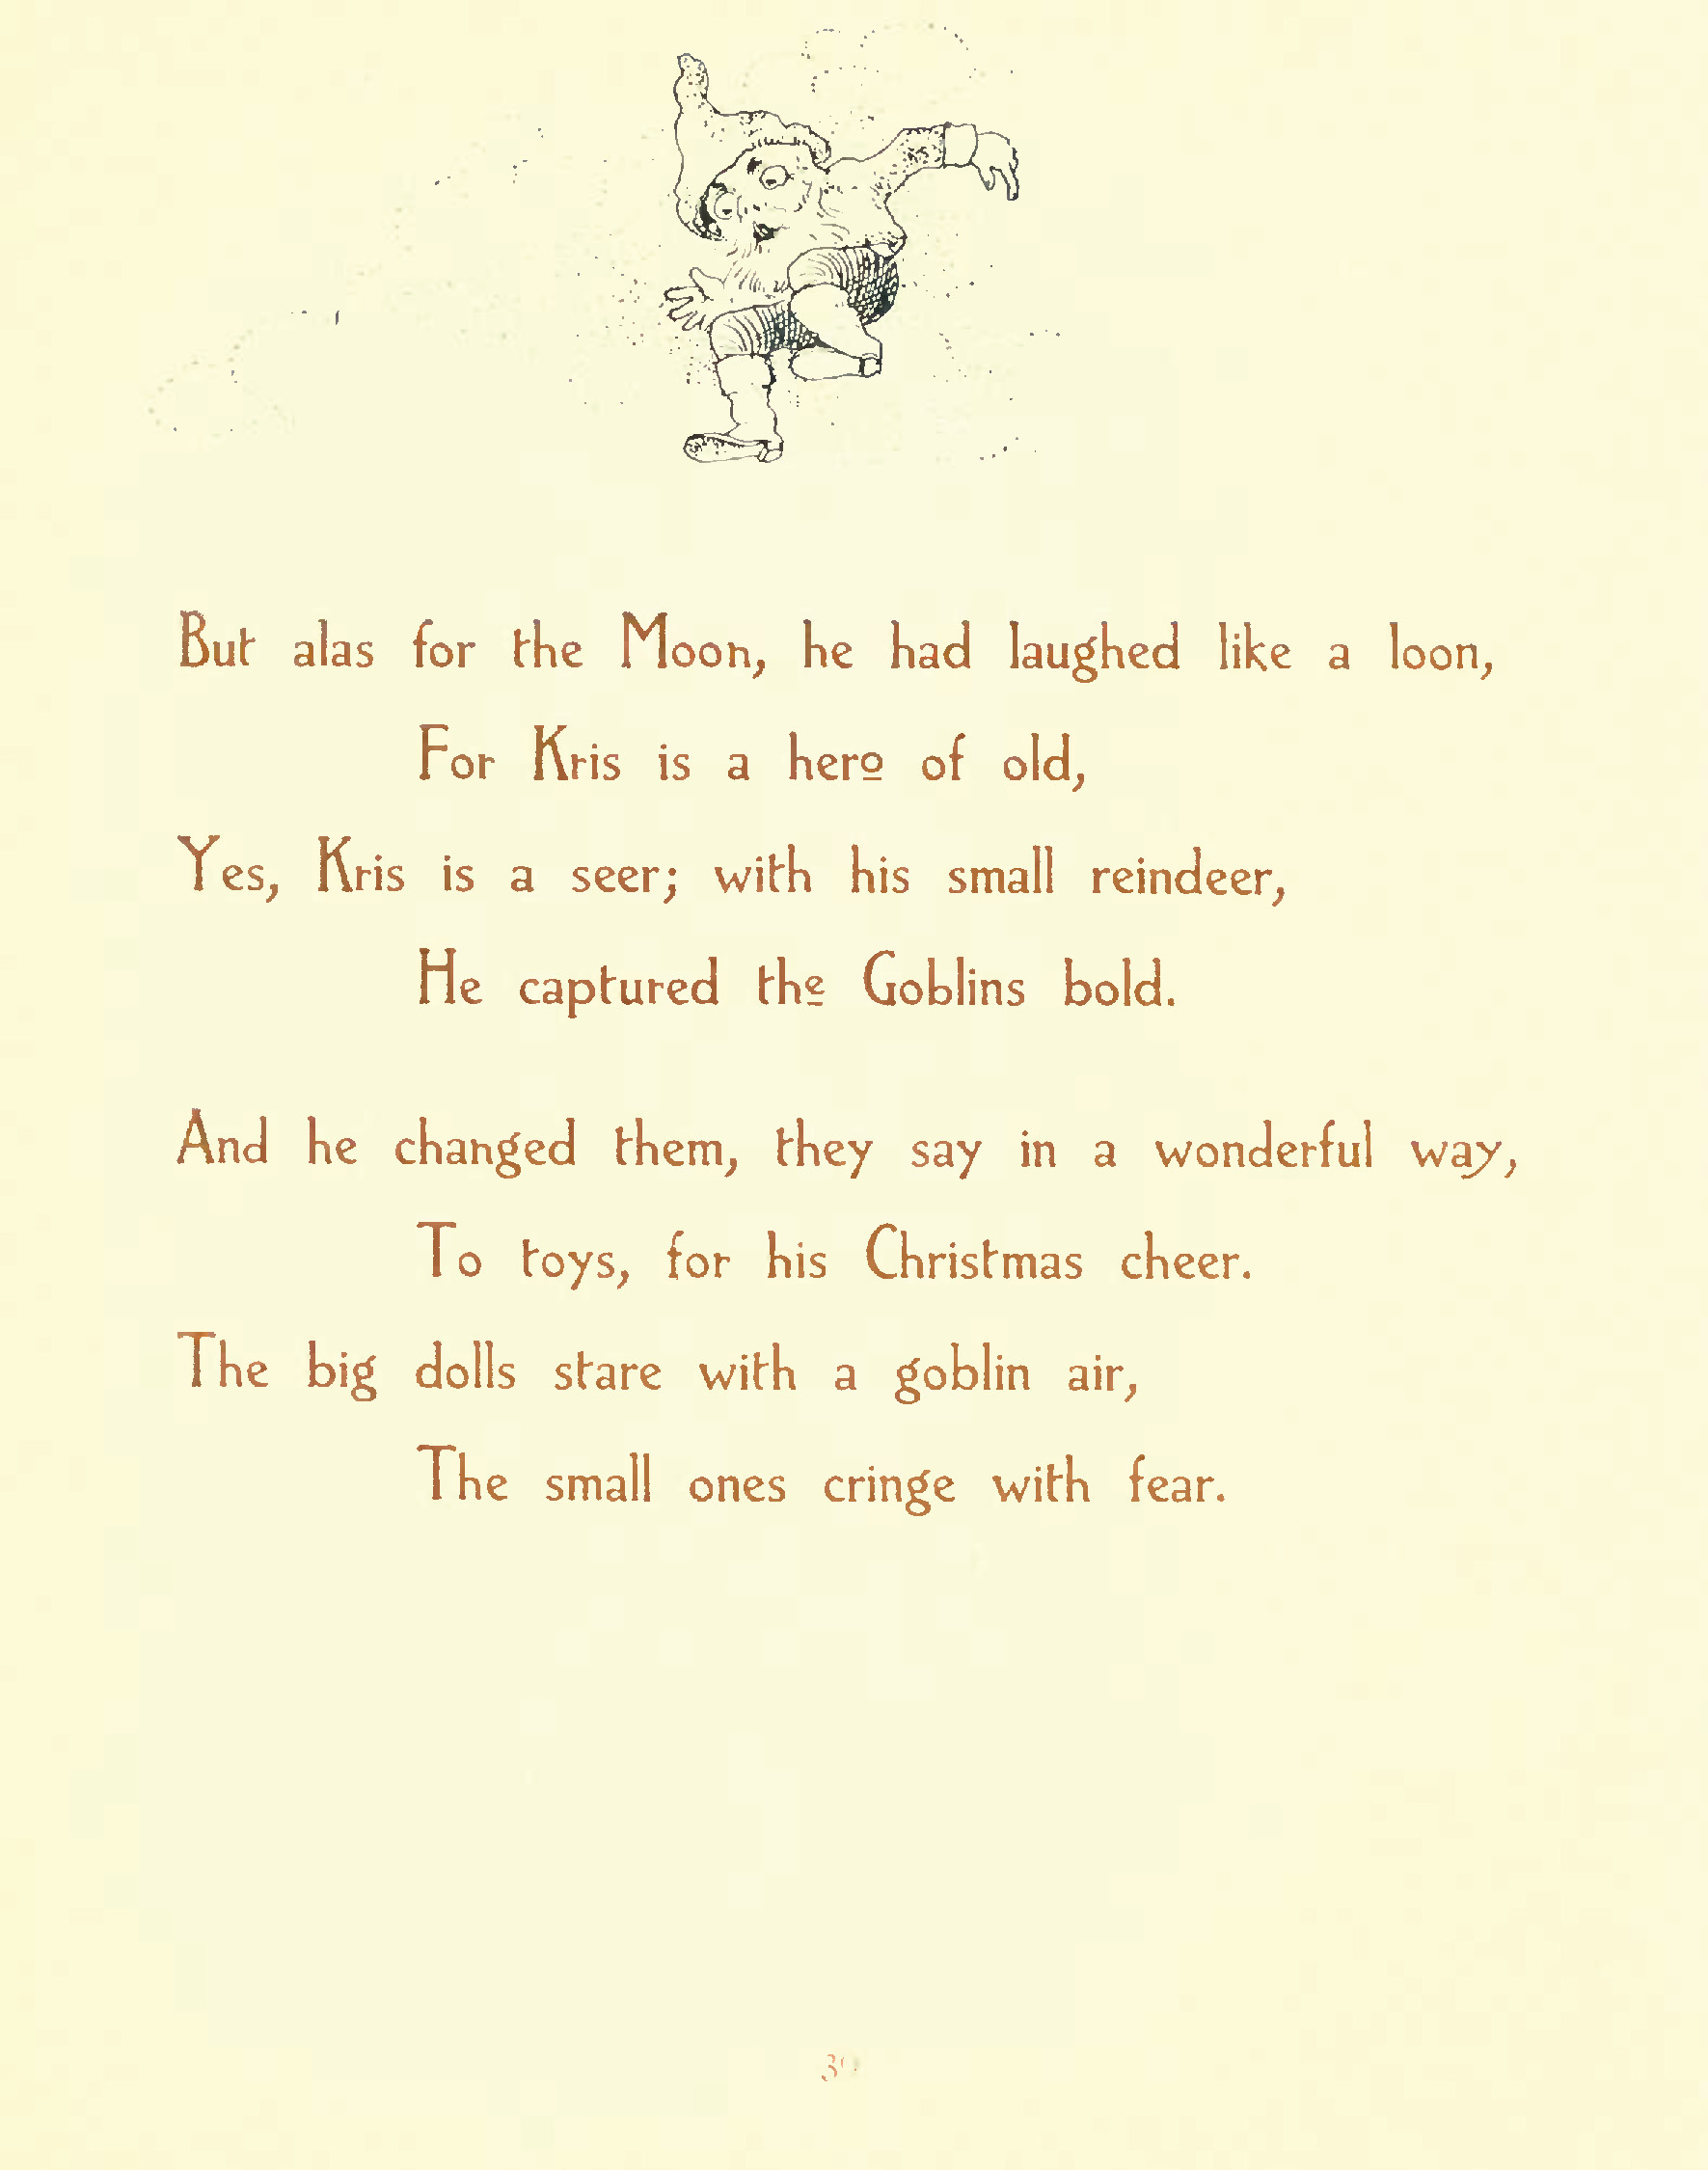 But alas for the Moon, he had laughed like a loon,
For Kris is a hero of old,
Yes, Kris is a seer; with his small reindeer,
He captured the Goblins bold.
And he changed them, they say in a wonderful way,
To toys, for his Christmas cheer.
The big dolls stare with a goblin air,
The small ones cringe with fear.